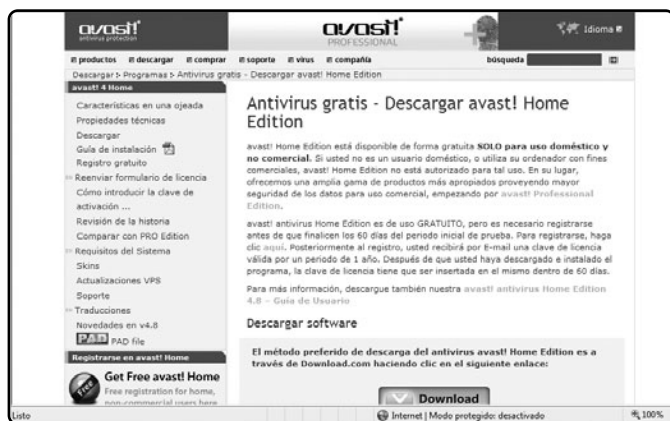 avast!
antivirus protection
avast!
PROFESSIONAL
Idioma
productos descargar comprar soporte virus compañía búsqueda
Descargar > Programas > Antivirus gratis - Descargar avast! Home Edition
avast! 4 Home
Características en una ojeada
Propiedades técnicas
Descargar
Guía de instalación
Registro gratuito
Reenviar formulario de licencia
Cómo introducir la clave de
activación ...
Revisión de la historia
Comparar con PRO Edition
Requisitos del Sistema
Skins
Actualizaciones VPS
Soporte
Traducciones
Novedades en v4.8
PAD PAD file
Registrarse en avast! Home
Free
Get Free avast! Home
Free registration for home,
non-commercial users here
Antivirus gratis - Descargar avast! Home
Edition
avast! Home Edition está disponible de forma gratuita SOLO para uso doméstico y
no comercial. Si usted no es un usuario doméstico, o utiliza su ordenador con fines
comerciales, avast! Home Edition no está autorizado para tal uso. En su lugar,
ofrecemos una amplia gama de productos más apropiados proveyendo mayor
seguridad de los datos para uso comercial, empezando por avast! Professional
Edition.
avast! antivirus Home Edition es de uso GRATUITO, pero es necesario registrarse
antes de que finalicen los 60 días del periodo inicial de prueba. Para registrarse, haga
clic aquí. Posteriormente al registro, usted recibirá por E-mail una clave de licencia
válida por un periodo de 1 año. Después de que usted haya descargado e instalado el
programa, la clave de licencia tiene que ser insertada en el mismo dentro de 60 días.
Para más información, descargue también nuestra avast! antivirus Home Edition
4.8 - Guía de Usuario
Descargar software
El método preferido de descarga del antivirus avast! Home Edition es a
través de Download.com haciendo clic en el siguiente enlace:
Download
Listo
Internet | Modo protegido: desactivado
100%